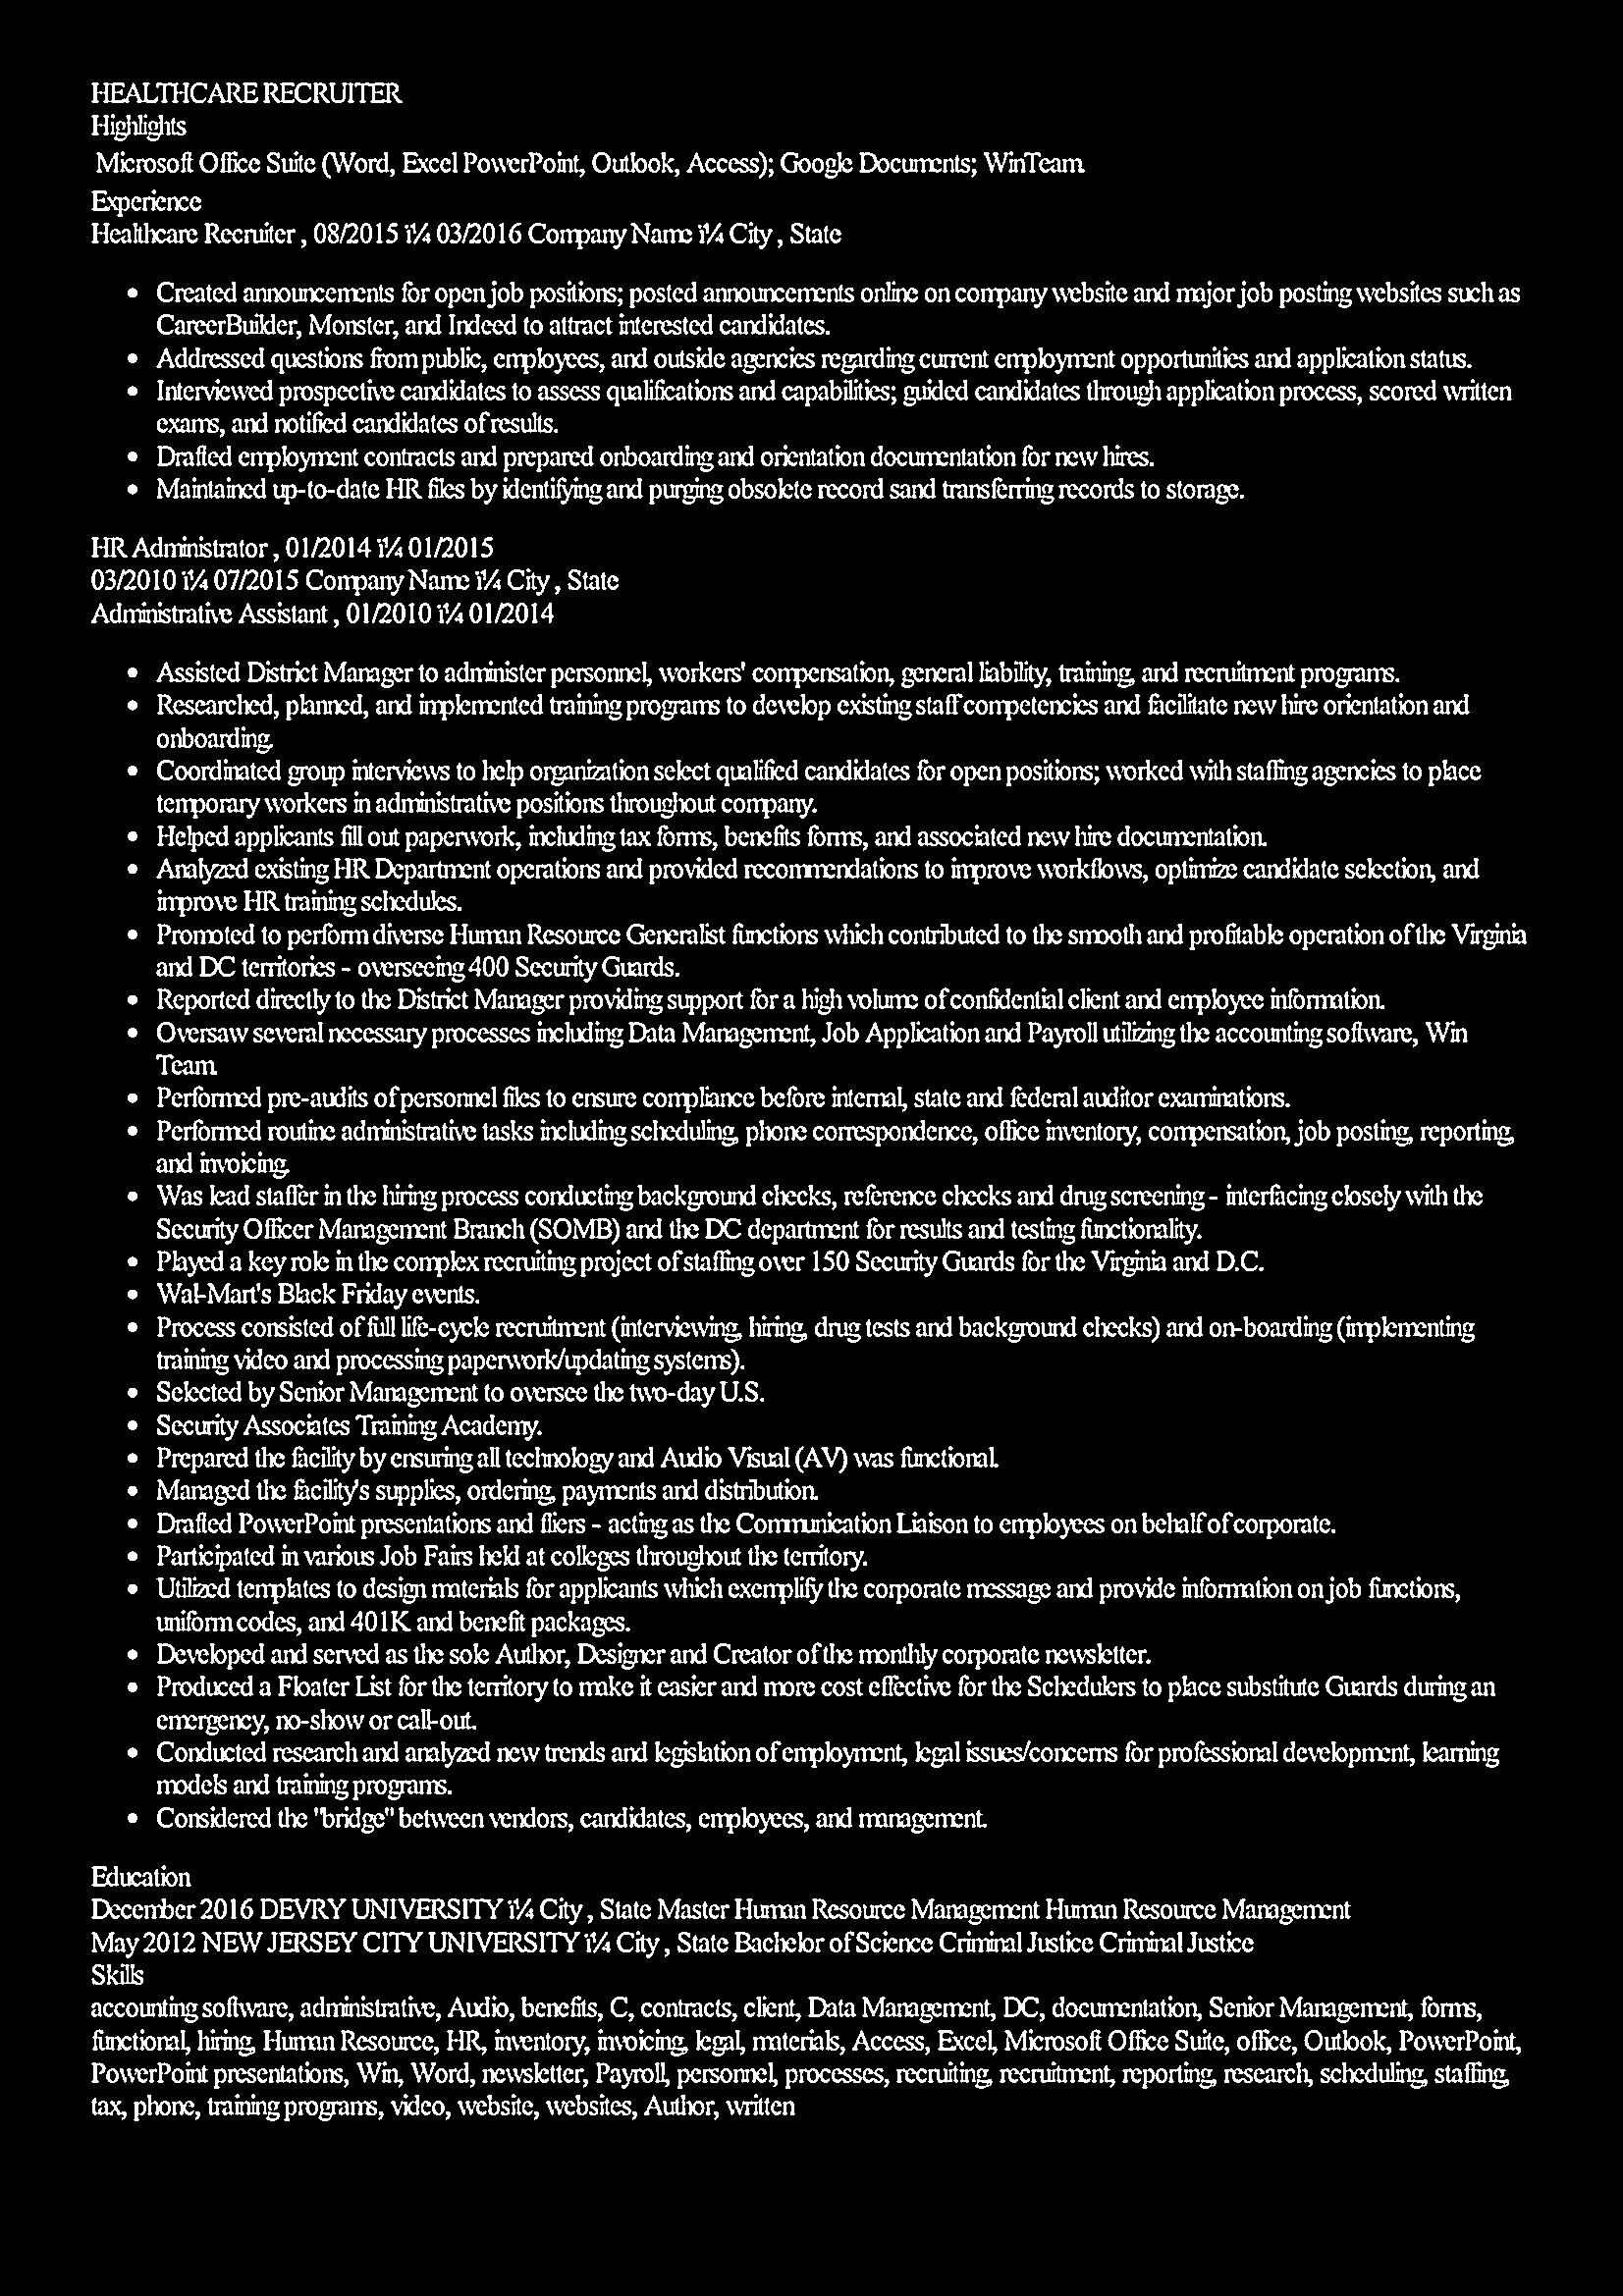 HEALTHCARE RECRUITER
Highlights
Microsoft Office Suite (Word, Excel PowerPoint, Outlook, Access); Google Documents; WinTeam.
Experience
Healthcare Recruiter , 08/2015 ï¼ 03/2016 Company Name ï¼ City , State
• Created announcements for open job positions; posted announcements online on company website and major job posting websites such as
CareerBuilder, Monster, and Indeed to attract interested candidates.
• Addressed questions from public, employees, and outside agencies regarding current employment opportunities and application status.
• Interviewed prospective candidates to assess qualifications and capabilities; guided candidates through application process, scored written
exams, and notified candidates of results.
• Drafted employment contracts and prepared onboarding and orientation documentation for new hires.
• Maintained up-to-date HR files by identifying and purging obsolete record sand transferring records to storage.
HR Administrator , 01/2014 ï¼ 01/2015
03/2010 ï¼ 07/2015 Company Name ï¼ City , State
Administrative Assistant , 01/2010 ï¼ 01/2014
• Assisted District Manager to administer personnel, workers' compensation, general liability, training, and recruitment programs.
• Researched, planned, and implemented training programs to develop existing staff competencies and facilitate new hire orientation and
onboarding.
• Coordinated group interviews to help organization select qualified candidates for open positions; worked with staffing agencies to place
temporary workers in administrative positions throughout company.
• Helped applicants fill out paperwork, including tax forms, benefits forms, and associated new hire documentation.
• Analyzed existing HR Department operations and provided recommendations to improve workflows, optimize candidate selection, and
improve HR training schedules.
• Promoted to perform diverse Human Resource Generalist functions which contributed to the smooth and profitable operation of the Virginia
and DC territories - overseeing 400 Security Guards.
• Reported directly to the District Manager providing support for a high volume of confidential client and employee information.
• Oversaw several necessary processes including Data Management, Job Application and Payroll utilizing the accounting software, Win
Team.
• Performed pre-audits of personnel files to ensure compliance before internal, state and federal auditor examinations.
• Performed routine administrative tasks including scheduling, phone correspondence, office inventory, compensation, job posting, reporting,
and invoicing.
• Was lead staffer in the hiring process conducting background checks, reference checks and drug screening - interfacing closely with the
Security Officer Management Branch (SOMB) and the DC department for results and testing functionality.
• Played a key role in the complex recruiting project of staffing over 150 Security Guards for the Virginia and D.C.
• Wal-Mart's Black Friday events.
• Process consisted of full life-cycle recruitment (interviewing, hiring, drug tests and background checks) and on-boarding (implementing
training video and processing paperwork/updating systems).
• Selected by Senior Management to oversee the two-day U.S.
• Security Associates Training Academy.
• Prepared the facility by ensuring all technology and Audio Visual (AV) was functional.
• Managed the facility's supplies, ordering, payments and distribution.
• Drafted PowerPoint presentations and fliers - acting as the Communication Liaison to employees on behalf of corporate.
• Participated in various Job Fairs held at colleges throughout the territory.
• Utilized templates to design materials for applicants which exemplify the corporate message and provide information on job functions,
uniform codes, and 401K and benefit packages.
• Developed and served as the sole Author, Designer and Creator of the monthly corporate newsletter.
• Produced a Floater List for the territory to make it easier and more cost effective for the Schedulers to place substitute Guards during an
emergency, no-show or call-out.
• Conducted research and analyzed new trends and legislation of employment, legal issues/concerns for professional development, learning
models and training programs.
• Considered the "bridge" between vendors, candidates, employees, and management.
Education
December 2016 DEVRY UNIVERSITY ï¼ City , State Master Human Resource Management Human Resource Management
May 2012 NEW JERSEY CITY UNIVERSITY ï¼ City , State Bachelor of Science Criminal Justice Criminal Justice
Skills
accounting software, administrative, Audio, benefits, C, contracts, client, Data Management, DC, documentation, Senior Management, forms,
functional, hiring, Human Resource, HR, inventory, invoicing, legal, materials, Access, Excel, Microsoft Office Suite, office, Outlook, PowerPoint,
PowerPoint presentations, Win, Word, newsletter, Payroll, personnel, processes, recruiting, recruitment, reporting, research, scheduling, staffing,
tax, phone, training programs, video, website, websites, Author, written